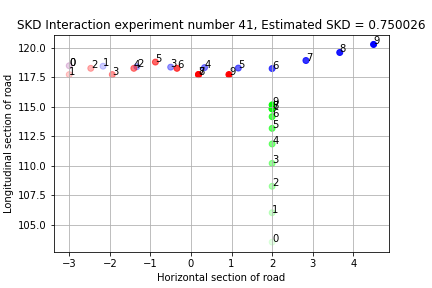 SKD Interaction experiment number 41, Estimated SKD = 0.750026
120.0
117.5
115.0
112.5
110.0
107.5
105.0
Longitudinal section of road
0 1 2 3 4 5 6 7 8 9
0 1 2 3 4 5 6 9
0 1 2 3 4 5 6 9
−3 −2 −1 0 1 2 3 4
Horizontal section of road